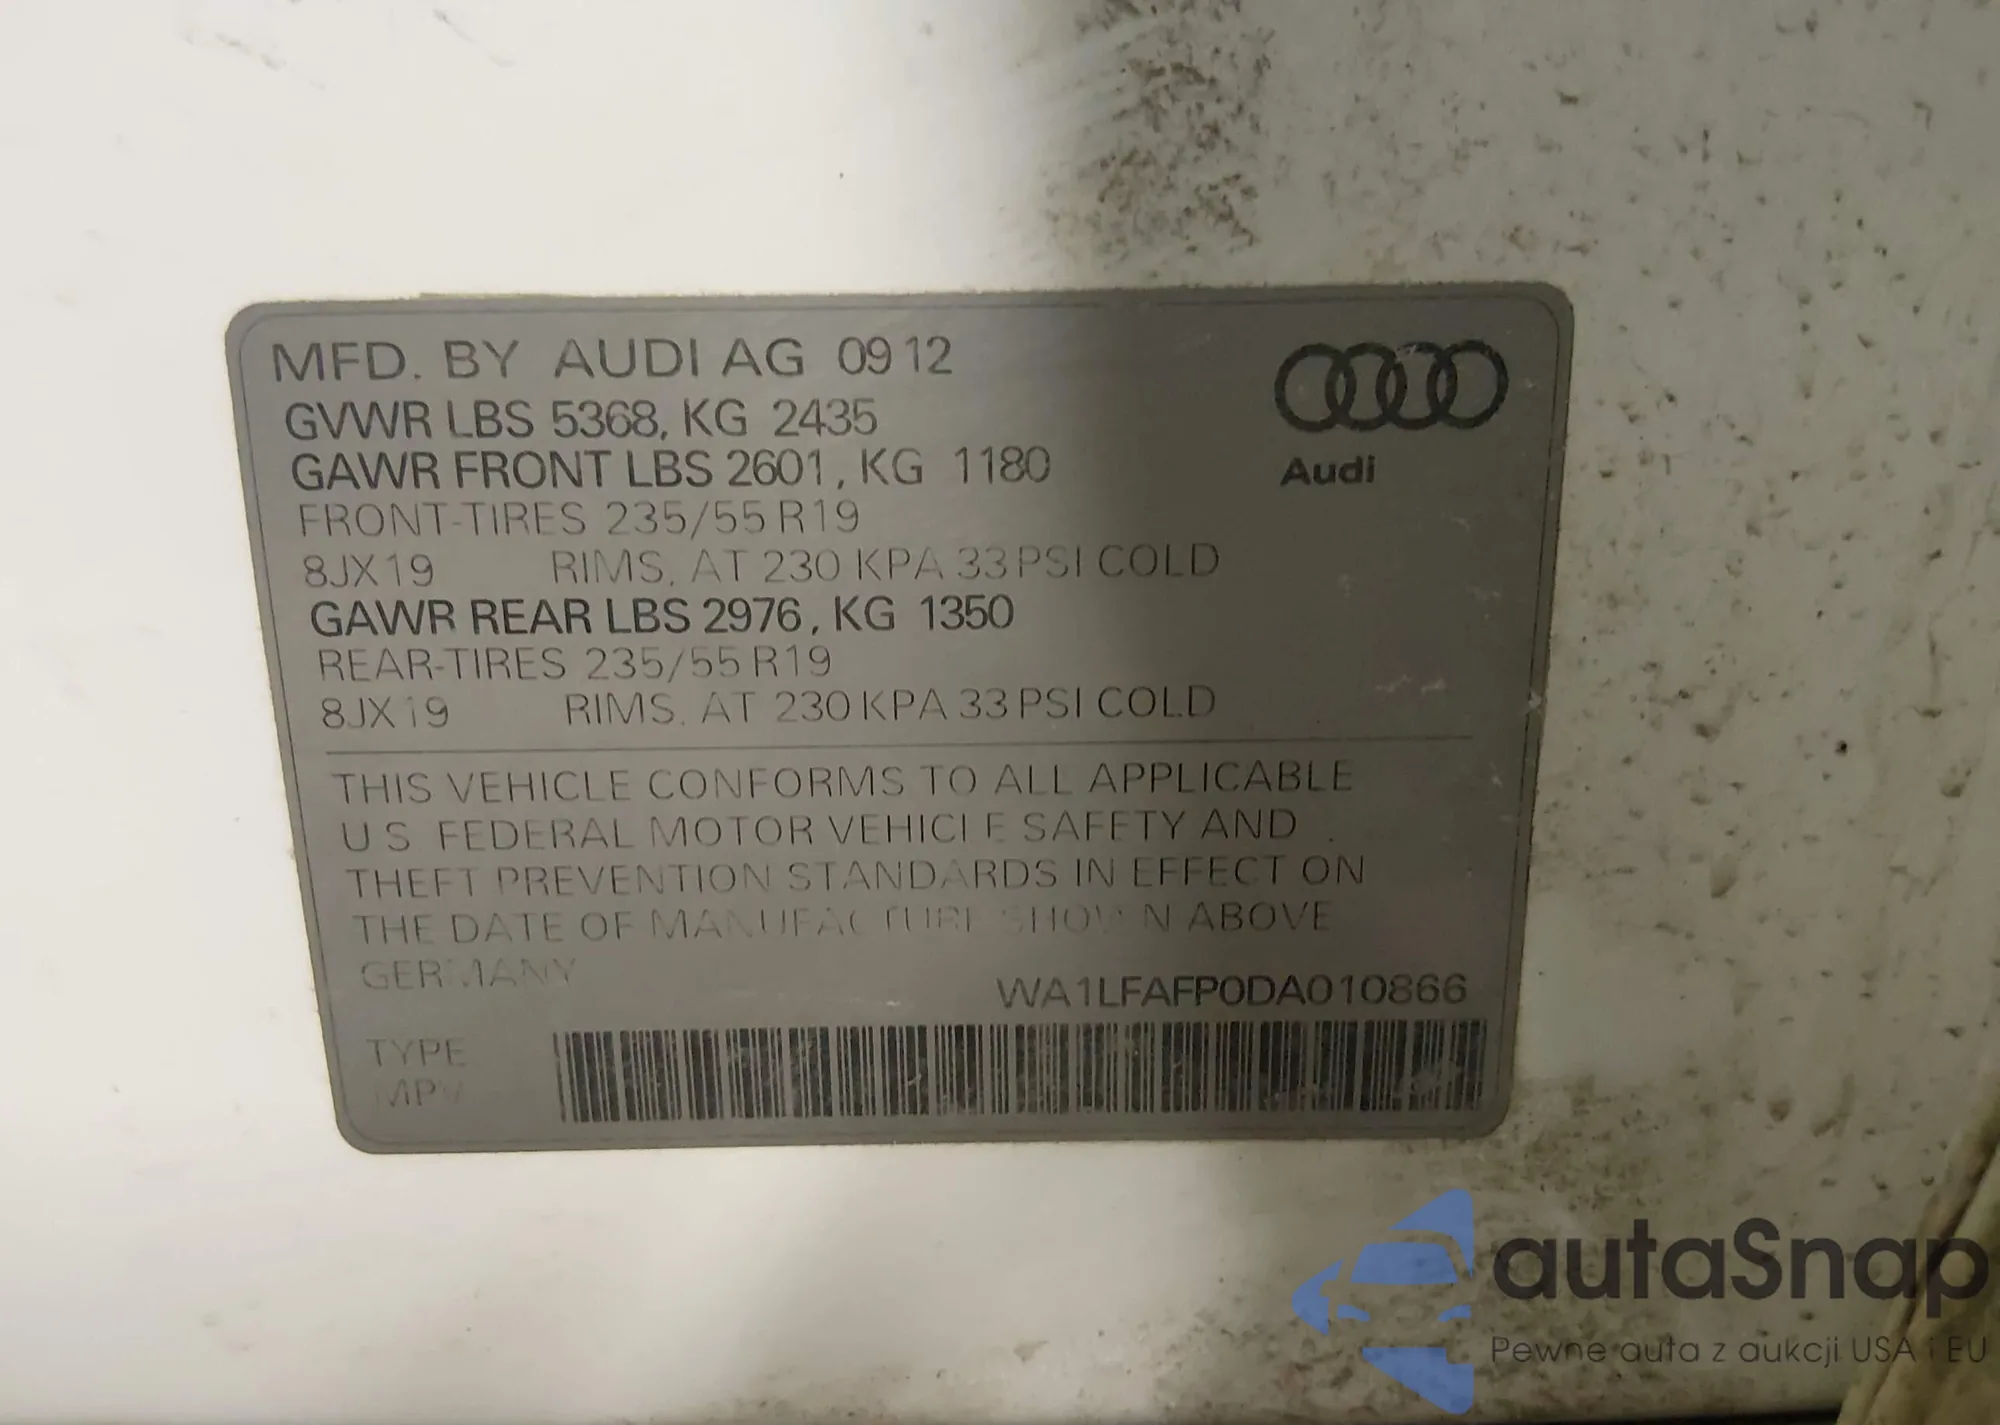 MFD. BY AUDI AG 09 12
GVWR LBS 5368, KG 2435
GAWR FRONT LBS 2601, KG 1180
FRONT-TIRES 235/55 R19
8JX19 RIMS, AT 230 KPA 33 PSI COLD
GAWR REAR LBS 2976, KG 1350
REAR-TIRES 235/55 R19
8JX19 RIMS. AT 230 KPA 33 PSI COLD
Audi
THIS VEHICLE CONFORMS TO ALL APPLICABLE
U S FEDERAL MOTOR VEHICLE SAFETY AND
THEFT PREVENTION STANDARDS IN EFFECT ON
THE DATE OF MANUFACTURE SHOWN ABOVE
GERMANY
WA1LFAFP0DA010866
TYPE
MPV
autaSnap
Pewne auta z aukcji USA i EU